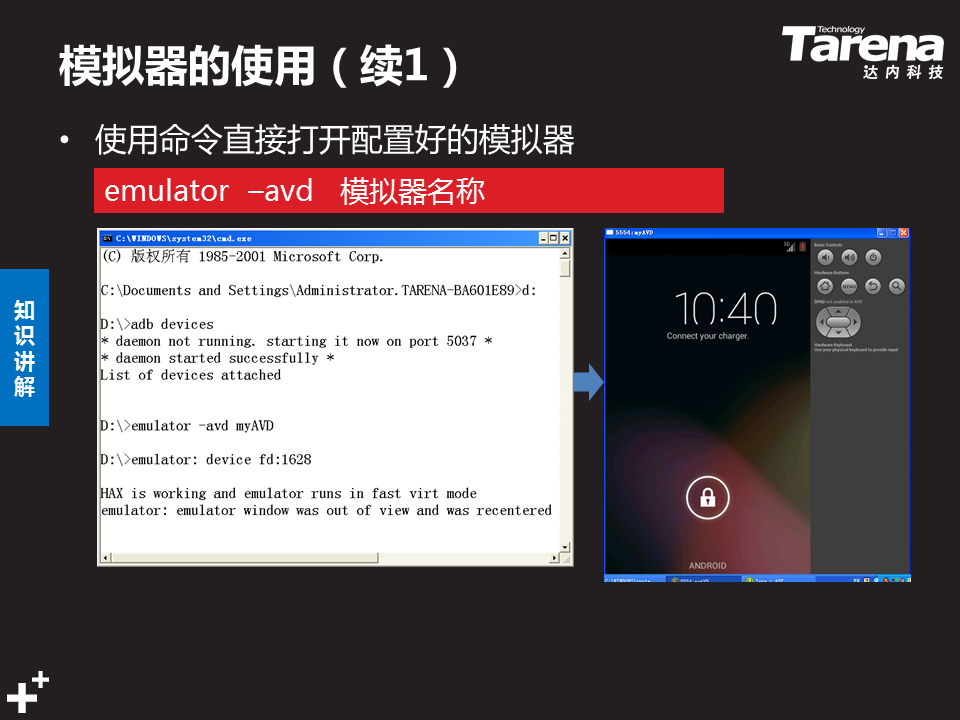 模拟器的使用（续1）
Technology
Tarena
达内科技
• 使用命令直接打开配置好的模拟器
emulator –avd 模拟器名称
知识讲解
C:\WINDOWS\system32\cmd.exe
(C) 版权所有 1985-2001 Microsoft Corp.
C:\Documents and Settings\Administrator.TARENA-BA601E89>d:
D:\>adb devices
* daemon not running. starting it now on port 5037 *
* daemon started successfully *
List of devices attached
D:\>emulator -avd myAVD
D:\>emulator: device fd:1628
HAX is working and emulator runs in fast virt mode
emulator: emulator window was out of view and was recentered
5554:myAVD
3G
10:40
Connect your charger.
ANDROID
Basic Controls
Hardware Buttons
MENU
DPAD not enabled in AVD
Hardware Keyboard
Use your physical keyboard to provide input